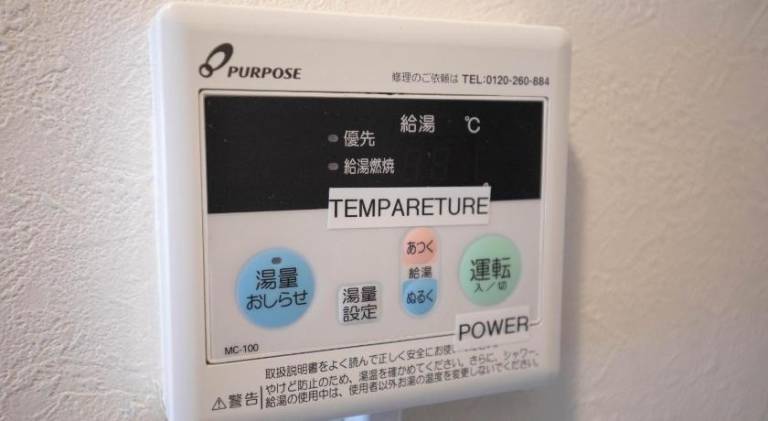 PURPOSE
修理のご依頼は TEL:0120-260-884
給湯 ℃
優先
給湯燃焼
TEMPARETURE
湯量
おしらせ
湯量
設定
あつく
給湯
ぬるく
運転
入/切
POWER
MC-100
取扱説明書をよく読んで正しく安全にお使
⚠警告
やけど防止のため、湯温を確かめてください。さらに、シャワー、
給湯の使用中は、使用者以外お湯の温度を変更しないでください。